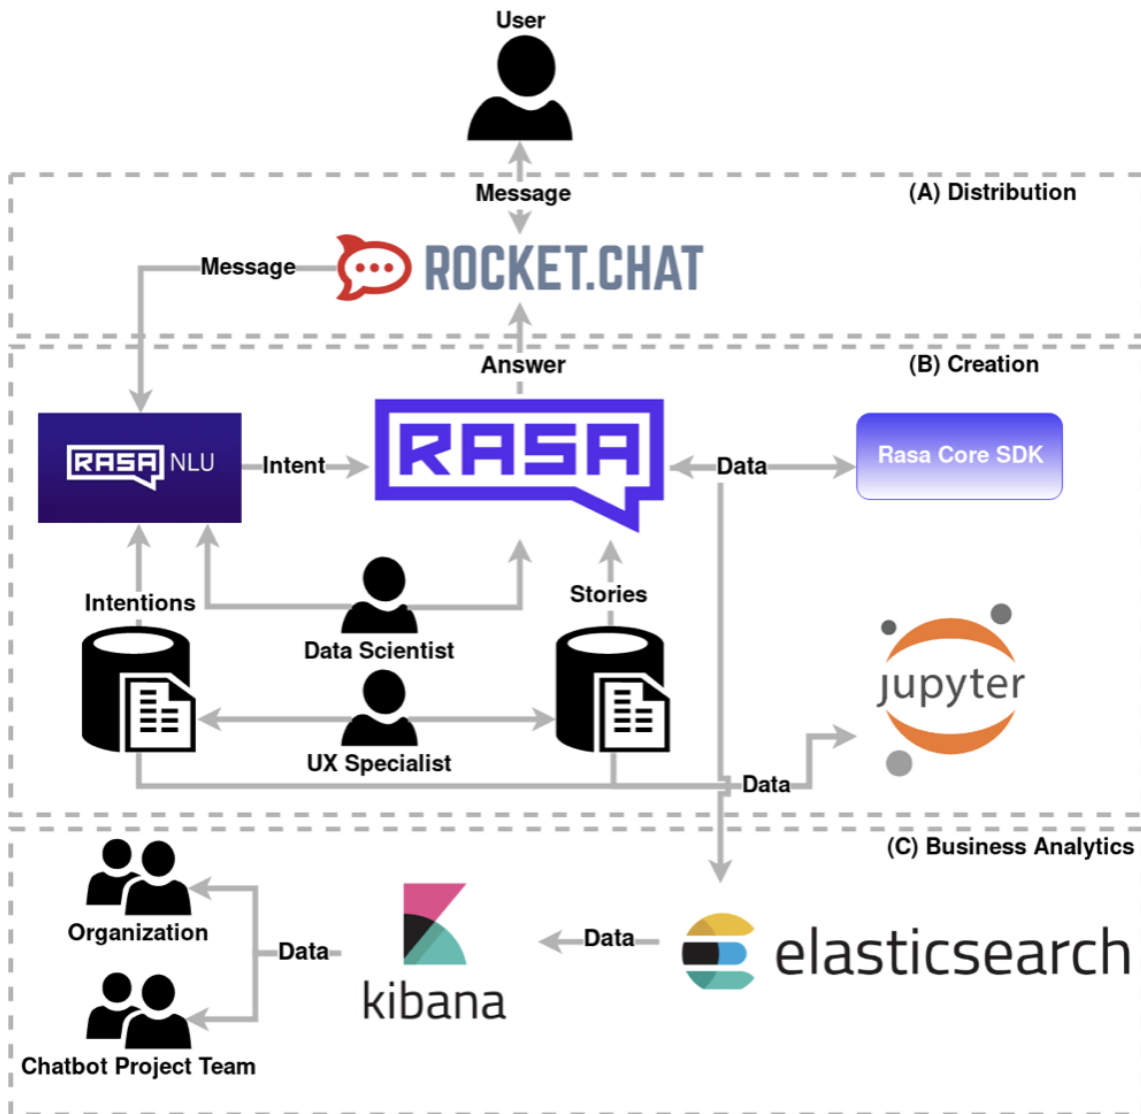 User
Message
(A) Distribution
Message
ROCKET.CHAT
Answer
(B) Creation
RASA NLU
Intent
RASA
Data
Rasa Core SDK
Intentions
Stories
Data Scientist
jupyter
UX Specialist
Data
(C) Business Analytics
Organization
Data
kibana
Data
elasticsearch
Chatbot Project Team